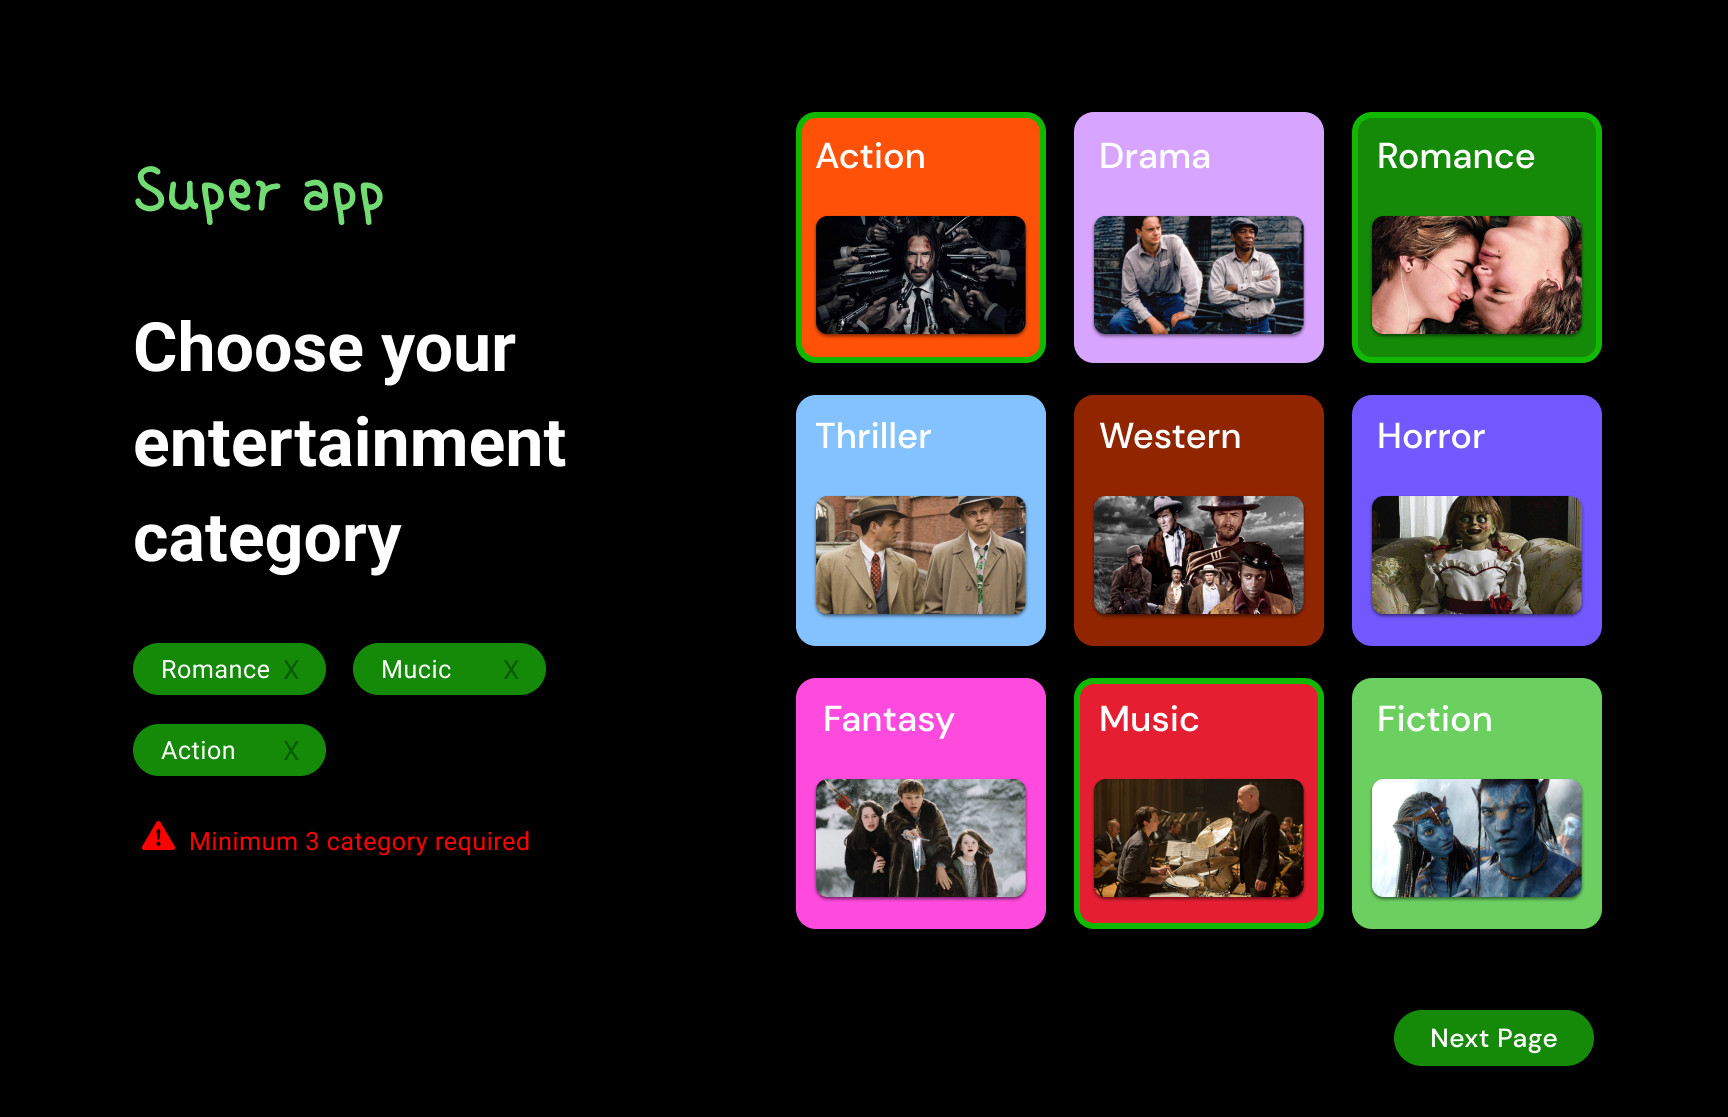 Super app
Choose your
entertainment
category
Romance X
Mucic X
Action X
Minimum 3 category required
Action
Drama
Romance
Thriller
Western
Horror
Fantasy
Music
Fiction
Next Page